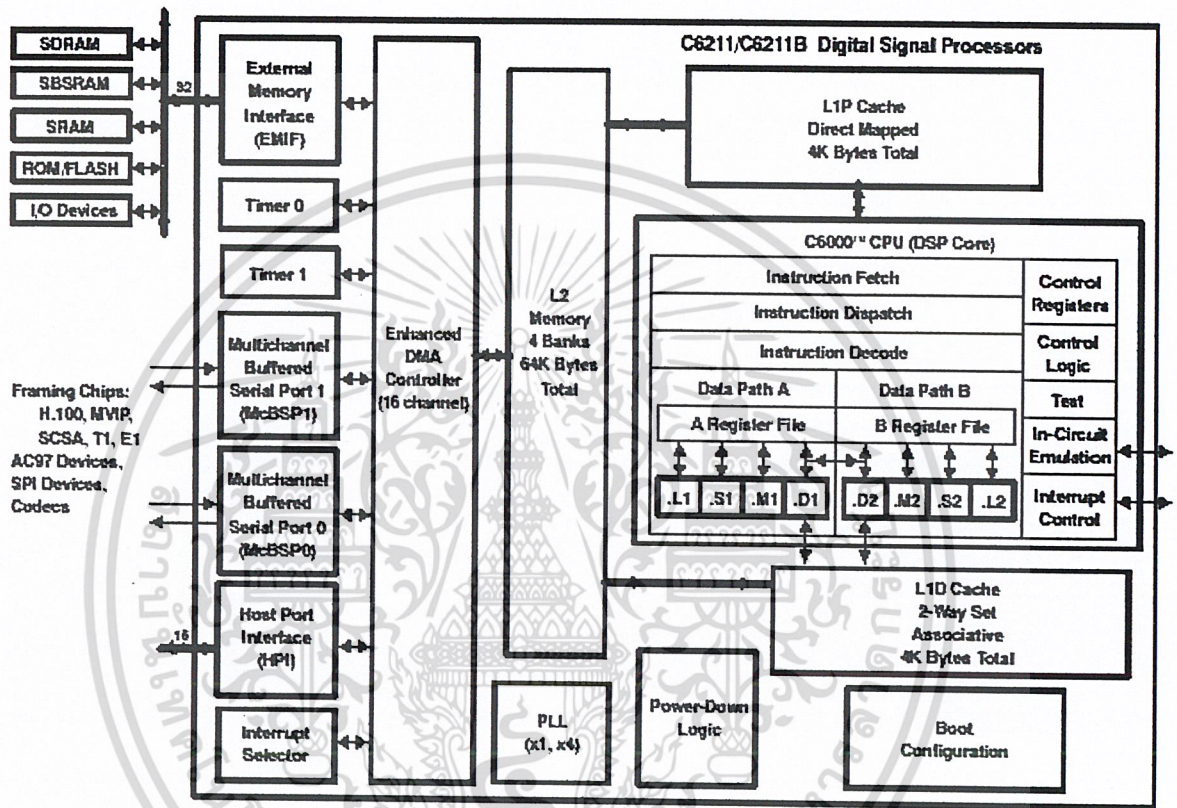 C6211/C6211B Digital Signal Processors
SDRAM
SBSRAM
SRAM
ROM/FLASH
I/O Devices
32
External
Memory
Interface
(EMIF)
Timer 0
Timer 1
Multichannel
Buffered
Serial Port 1
(McBSP1)
Framing Chips:
H.100, MVIP,
SCSA, T1, E1
AC97 Devices,
SPI Devices,
Codecs
Multichannel
Buffered
Serial Port 0
(McBSP0)
16
Host Port
Interface
(HPI)
Interrupt
Selector
Enhanced
DMA
Controller
(16 channel)
L2
Memory
4 Banks
64K Bytes
Total
PLL
(x1, x4)
Power-Down
Logic
L1P Cache
Direct Mapped
4K Bytes Total
C6000™ CPU (DSP Core)
Instruction Fetch
Instruction Dispatch
Instruction Decode
Data Path A
Data Path B
A Register File
B Register File
.L1 .S1 .M1 .D1
.D2 .M2 .S2 .L2
Control
Registers
Control
Logic
Test
In-Circuit
Emulation
Interrupt
Control
L1D Cache
2-Way Set
Associative
4K Bytes Total
Boot
Configuration